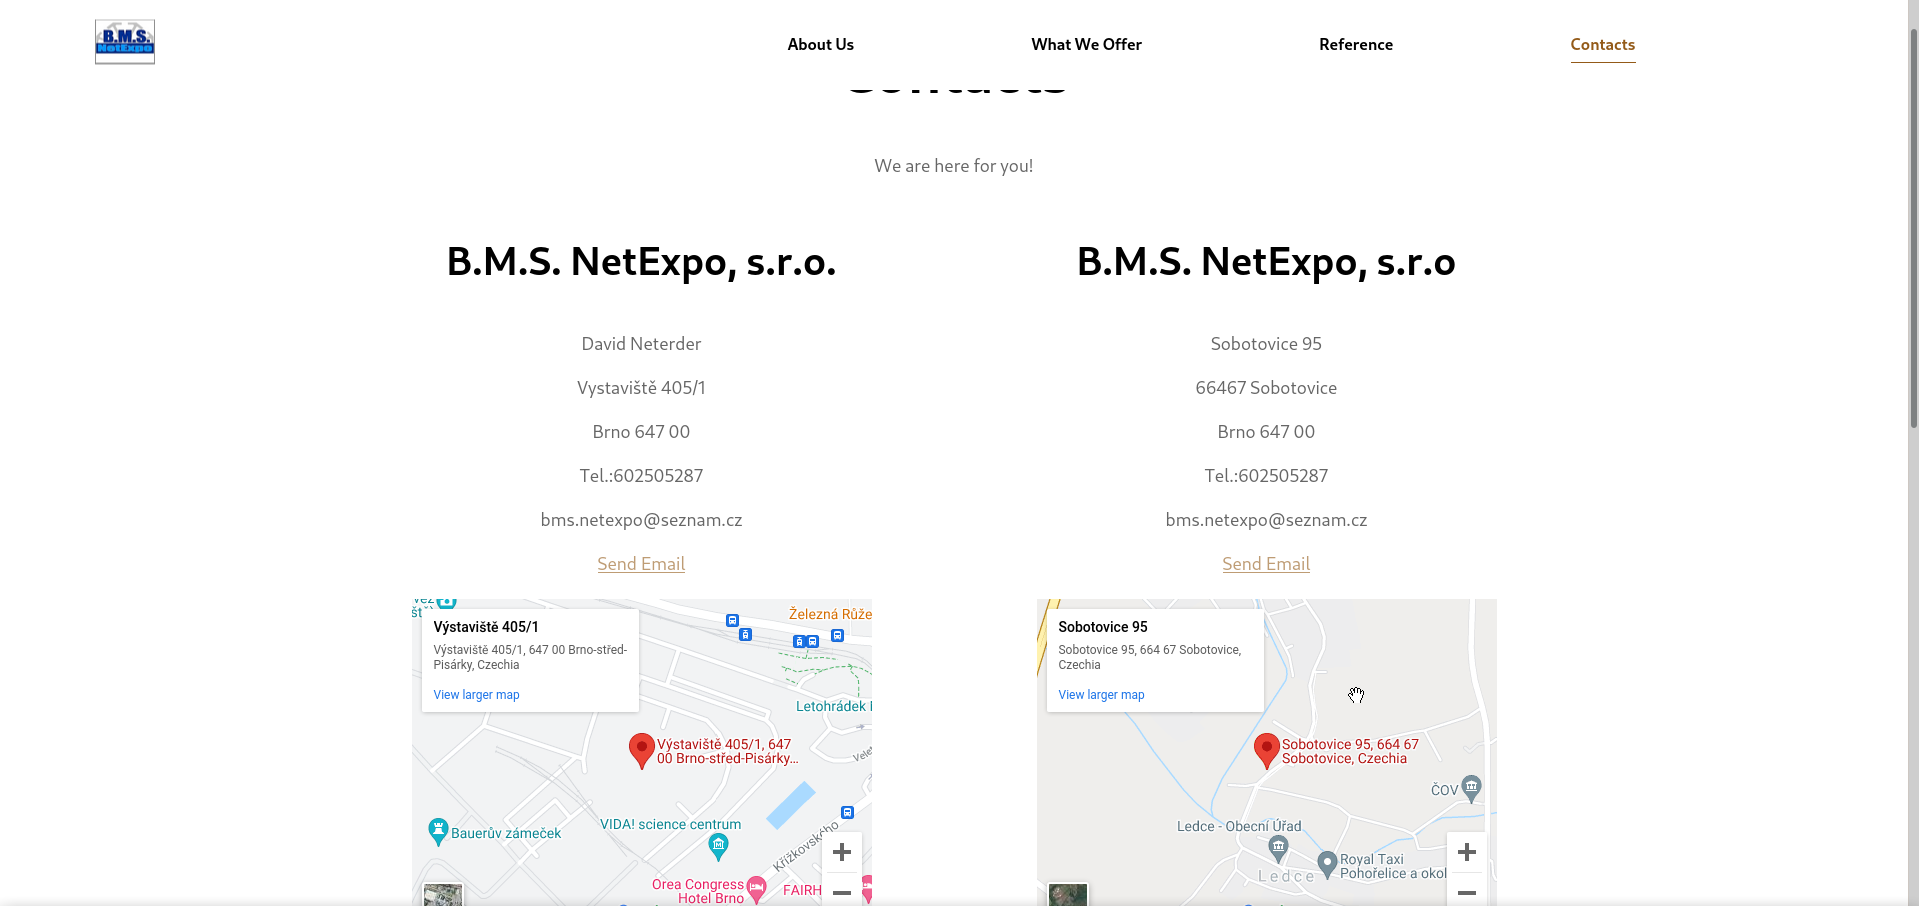 B.M.S.
NetExpo
About Us
What We Offer
Reference
Contacts
Contacts
We are here for you!
B.M.S. NetExpo, s.r.o.
David Neterder
Vystaviště 405/1
Brno 647 00
Tel.:602505287
bms.netexpo@seznam.cz
Send Email
B.M.S. NetExpo, s.r.o
Sobotovice 95
66467 Sobotovice
Brno 647 00
Tel.:602505287
bms.netexpo@seznam.cz
Send Email
Výstaviště 405/1
Výstaviště 405/1, 647 00 Brno-střed-
Pisárky, Czechia
View larger map
Železná Růže
Letohrádek
Výstaviště 405/1, 647
00 Brno-střed-Pisárky...
Bauerův zámeček
VIDA! science centrum
Křížkovského
Orea Congress
Hotel Brno
FAIRH
Sobotovice 95
Sobotovice 95, 664 67 Sobotovice,
Czechia
View larger map
Sobotovice 95, 664 67
Sobotovice, Czechia
ČOV
Ledce - Obecní Úřad
Royal Taxi
Pohořelice a okol
Ledce